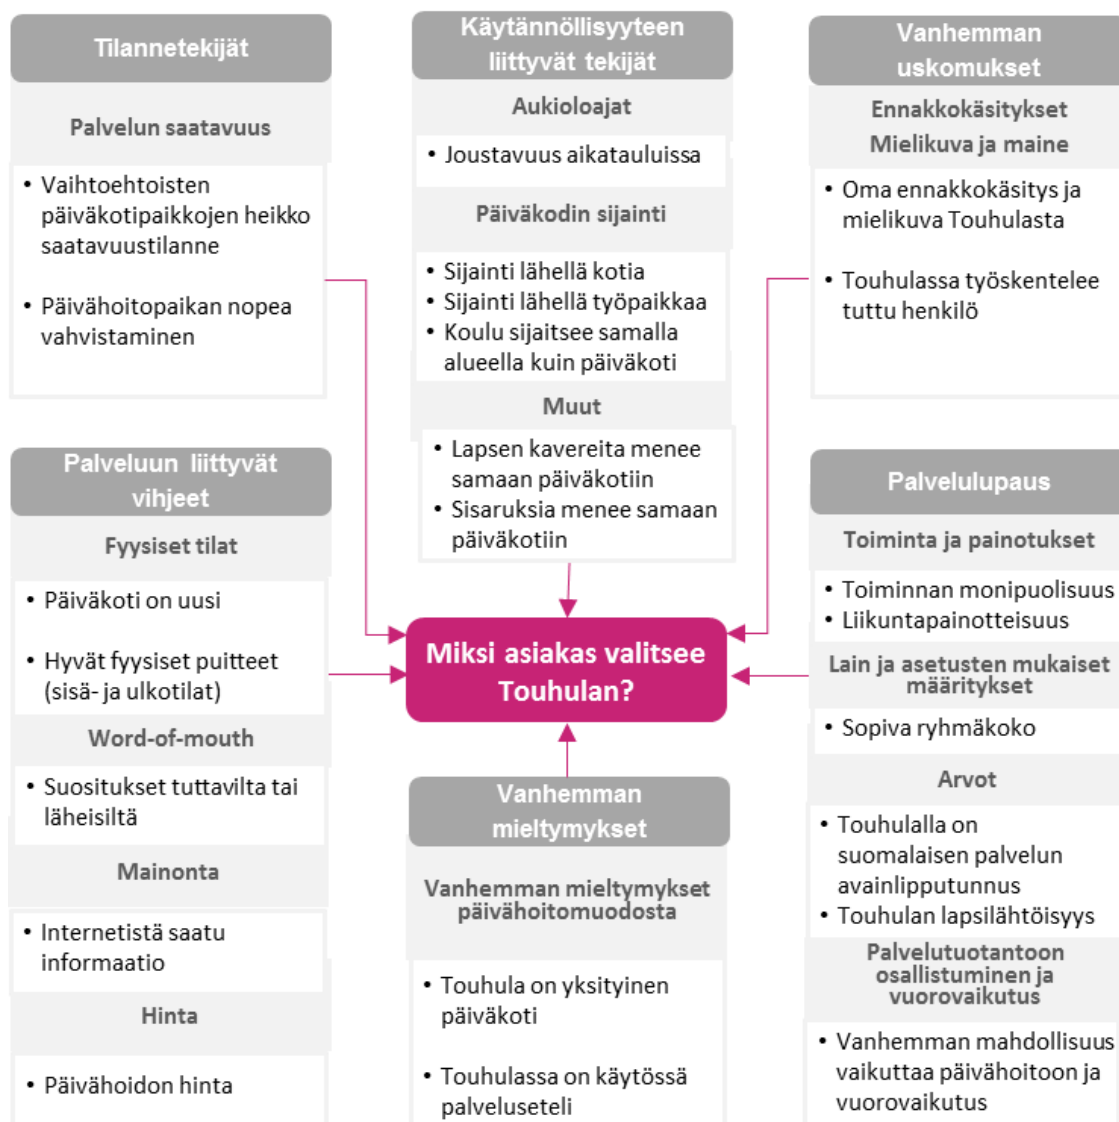 Tilannetekijät
Palvelun saatavuus
• Vaihtoehtoisten
päiväkotipaikkojen heikko
saatavuustilanne
• Päivähoitopaikan nopea
vahvistaminen
Käytännöllisyyteen
liittyvät tekijät
Aukioloajat
• Joustavuus aikatauluissa
Päiväkodin sijainti
• Sijainti lähellä kotia
• Sijainti lähellä työpaikkaa
• Koulu sijaitsee samalla
alueella kuin päiväkoti
Muut
• Lapsen kavereita menee
samaan päiväkotiin
• Sisaruksia menee samaan
päiväkotiin
Vanhemman
uskomukset
Ennakkokäsitykset
Mielikuva ja maine
• Oma ennakkokäsitys ja
mielikuva Touhulasta
• Touhulassa työskentelee
tuttu henkilö
Palveluun liittyvät
vihjeet
Fyysiset tilat
• Päiväkoti on uusi
• Hyvät fyysiset puitteet
(sisä- ja ulkotilat)
Word-of-mouth
• Suositukset tuttavilta tai
läheisiltä
Mainonta
• Internetistä saatu
informaatio
Hinta
• Päivähoidon hinta
Miksi asiakas valitsee
Touhulan?
Vanhemman
mieltymykset
Vanhemman mieltymykset
päivähoitomuodosta
• Touhula on yksityinen
päiväkoti
• Touhulassa on käytössä
palveluseteli
Palvelulupaus
Toiminta ja painotukset
• Toiminnan monipuolisuus
• Liikuntapainotteisuus
Lain ja asetusten mukaiset
määritykset
• Sopiva ryhmäkoko
Arvot
• Touhulalla on
suomalaisen palvelun
avainlipputunnus
• Touhulan lapsilähtöisyys
Palvelutuotantoon
osallistuminen ja
vuorovaikutus
• Vanhemman mahdollisuus
vaikuttaa päivähoitoon ja
vuorovaikutus